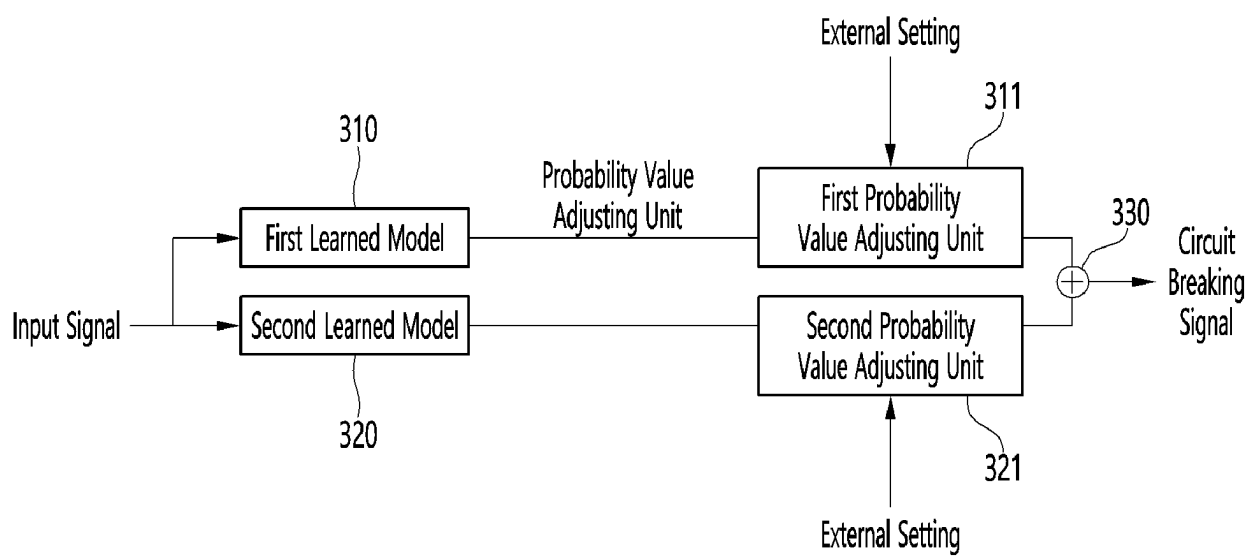 External Setting
311
310
Probability Value
Adjusting Unit
First Probability
Value Adjusting Unit
First Learned Model
330
Circuit
Breaking
Signal
Input Signal
Second Learned Model
Second Probability
Value Adjusting Unit
320
321
External Setting